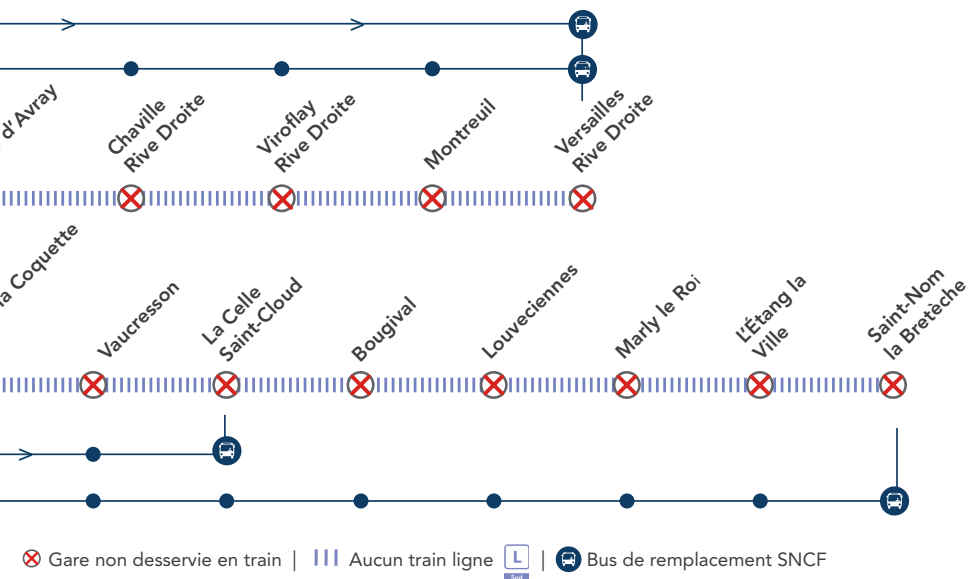 d'Avray
Chaville
Rive Droite
Viroflay
Rive Droite
Montreuil
Versailles
Rive Droite
la Coquette
Vaucresson
La Celle
Saint-Cloud
Bougival
Louveciennes
Marly le Roi
L'Étang la
Ville
Saint-Nom
la Bretèche
Gare non desservie en train | Aucun train ligne L | Bus de remplacement SNCF
Sud